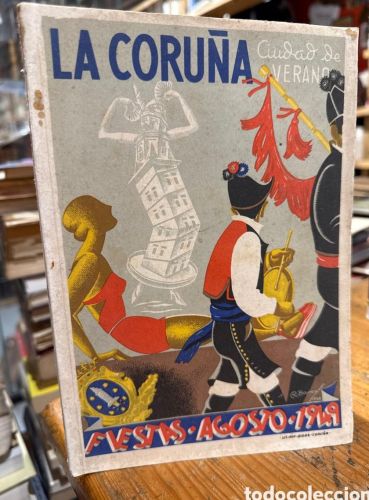 LA CORUÑA
Ciudad de
VERANO
FIESTAS · AGOSTO · 1949
todocoleccion